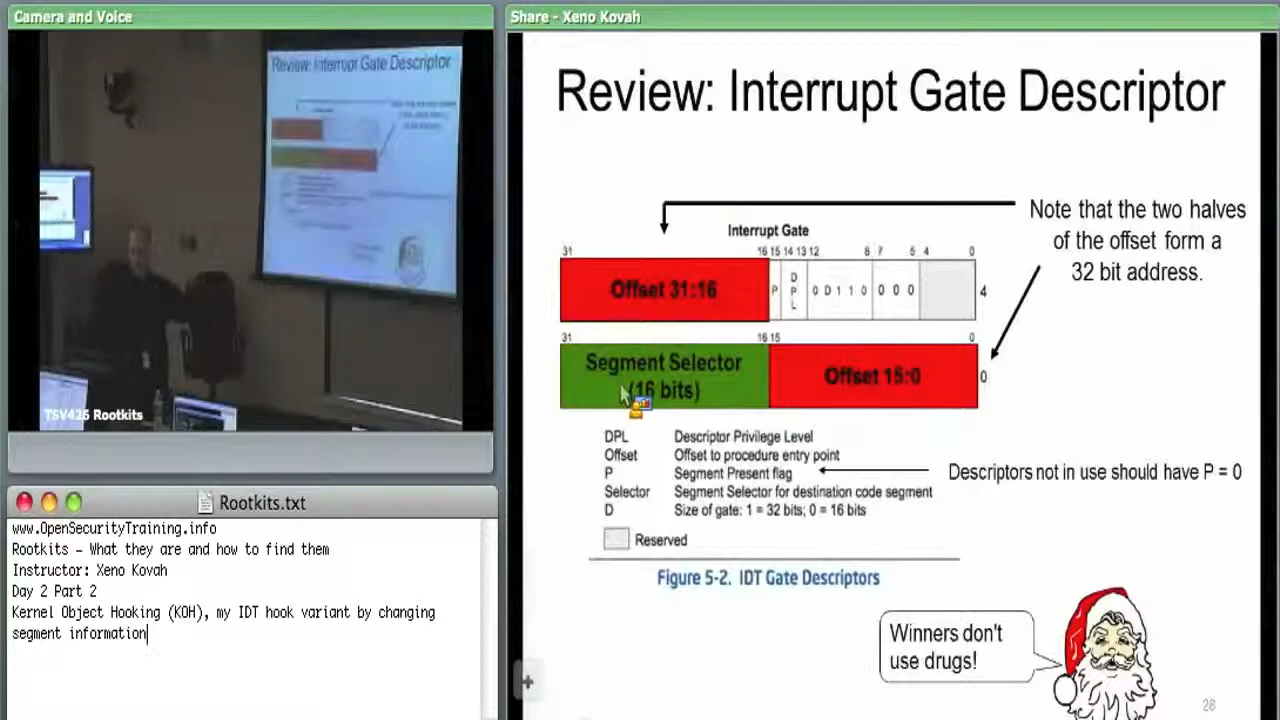 Camera and Voice
Review: Interrupt Gate Descriptor
TSV426 Rootkits
Rootkits.txt
www.OpenSecurityTraining.info
Rootkits - What they are and how to find them
Instructor: Xeno Kovah
Day 2 Part 2
Kernel Object Hooking (KOH), my IDT hook variant by changing
segment information
Share - Xeno Kovah
Review: Interrupt Gate Descriptor
Note that the two halves
of the offset form a
32 bit address.
Interrupt Gate
31 16 15 14 13 12 8 7 5 4 0
Offset 31:16 P D P L 0 D 1 1 0 0 0 0 4
31 16 15 0
Segment Selector
(16 bits)
Offset 15:0 0
DPL Descriptor Privilege Level
Offset Offset to procedure entry point
P Segment Present flag
Selector Segment Selector for destination code segment
D Size of gate: 1 = 32 bits; 0 = 16 bits
Reserved
Descriptors not in use should have P = 0
Figure 5-2. IDT Gate Descriptors
Winners don't
use drugs!
28